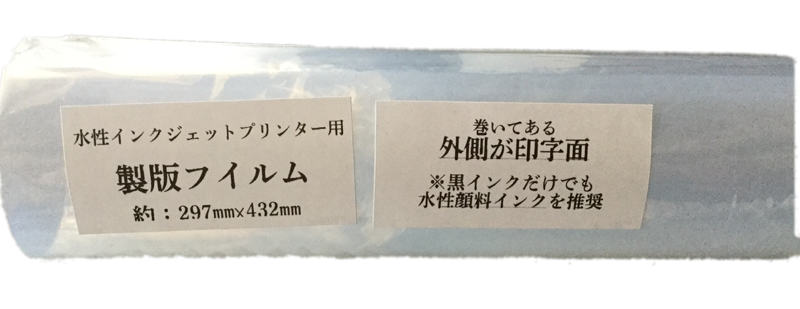 水性インクジェットプリンター用
製版フイルム
約：297mm×432mm
巻いてある
外側が印字面
※黒インクだけでも
水性顔料インクを推奨